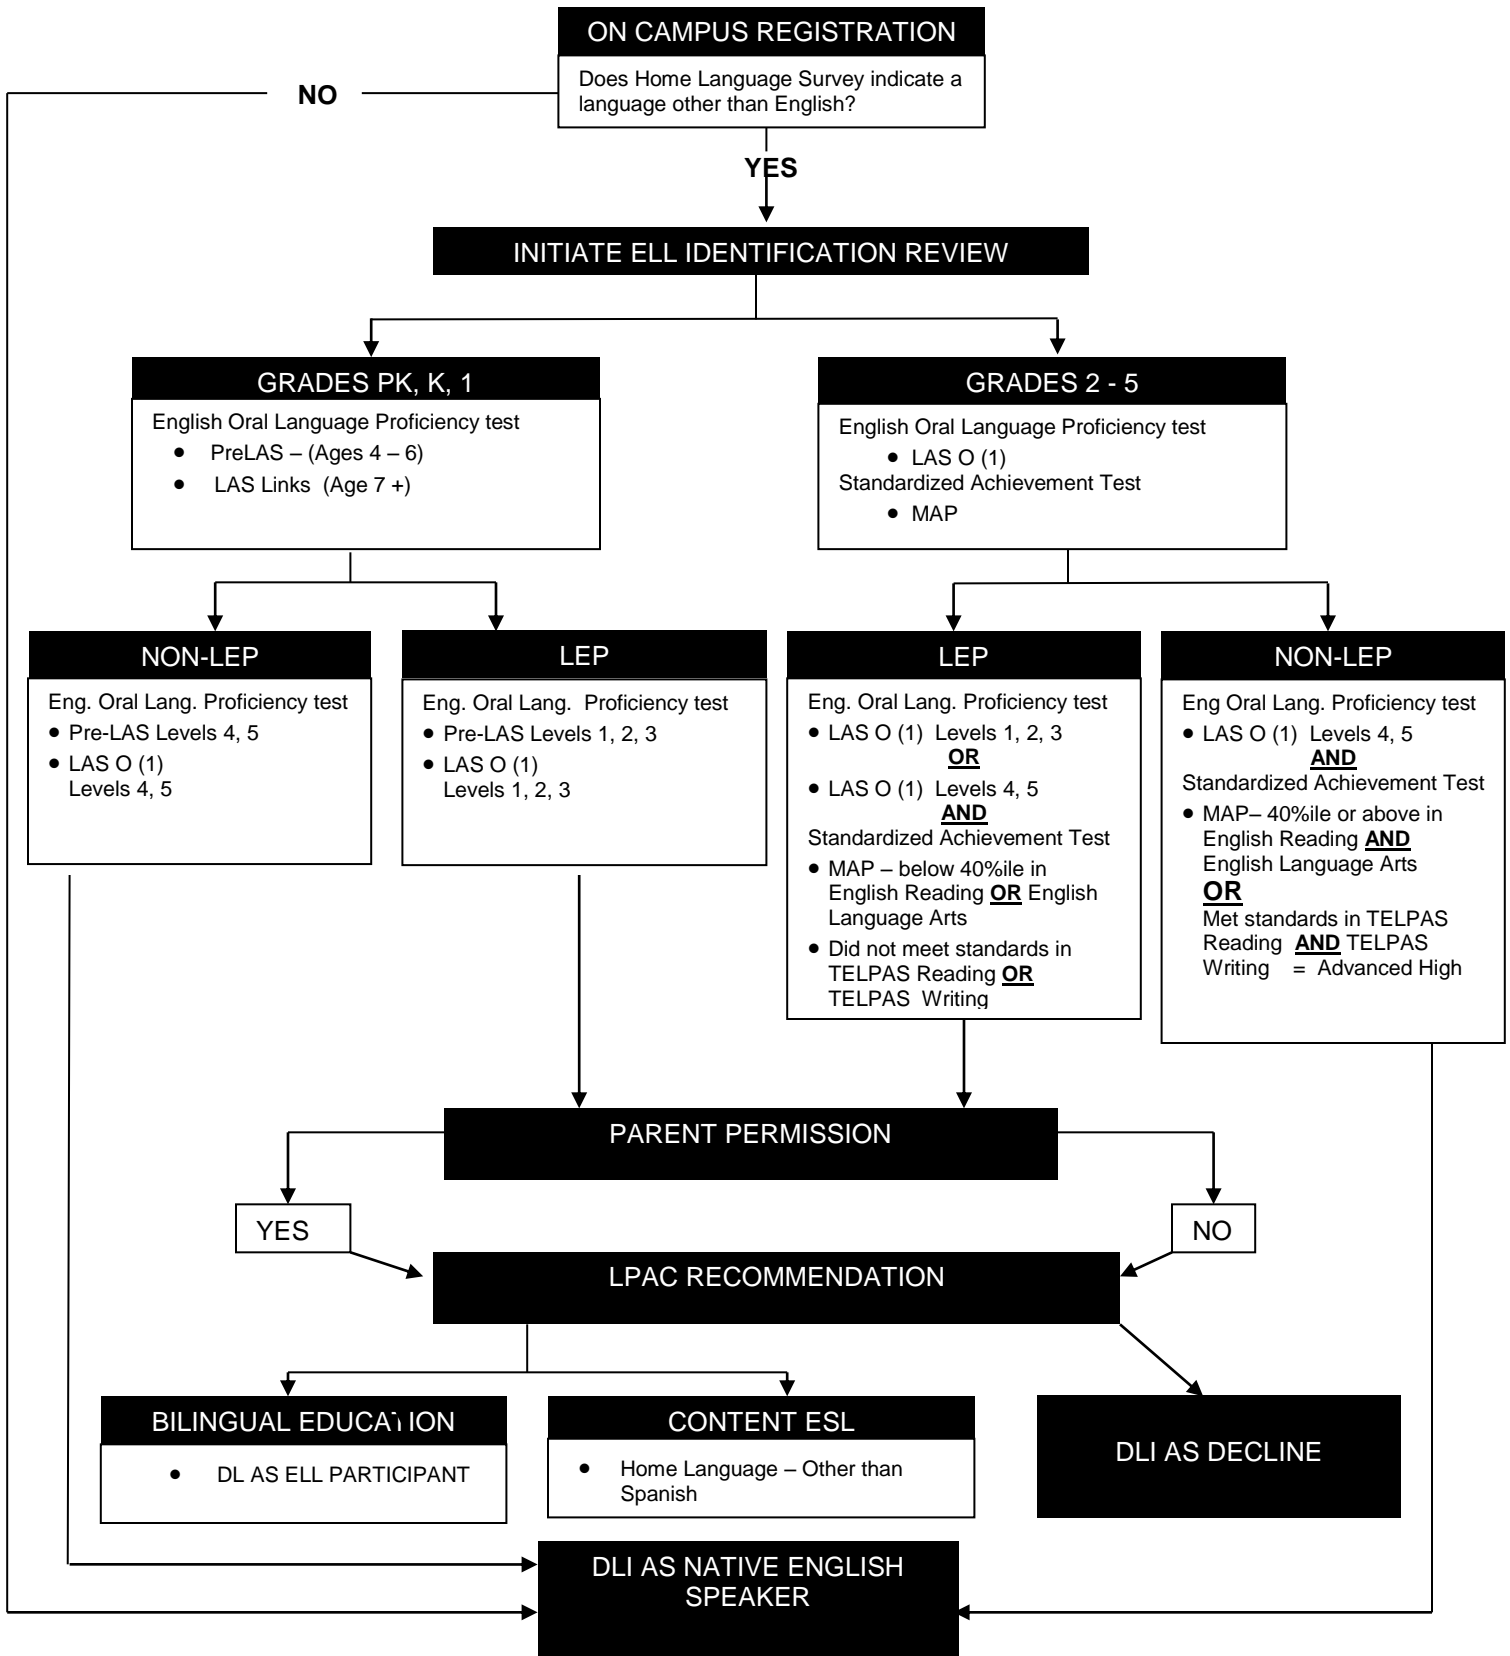 ON CAMPUS REGISTRATION
Does Home Language Survey indicate a
language other than English?
NO
YES
INITIATE ELL IDENTIFICATION REVIEW
GRADES PK, K, 1
English Oral Language Proficiency test
● PreLAS – (Ages 4 – 6)
● LAS Links (Age 7 +)
GRADES 2 - 5
English Oral Language Proficiency test
● LAS O (1)
Standardized Achievement Test
● MAP
NON-LEP
Eng. Oral Lang. Proficiency test
● Pre-LAS Levels 4, 5
● LAS O (1)
Levels 4, 5
LEP
Eng. Oral Lang. Proficiency test
● Pre-LAS Levels 1, 2, 3
● LAS O (1)
Levels 1, 2, 3
LEP
Eng. Oral Lang. Proficiency test
● LAS O (1) Levels 1, 2, 3
OR
● LAS O (1) Levels 4, 5
AND
Standardized Achievement Test
● MAP – below 40%ile in
English Reading OR English
Language Arts
● Did not meet standards in
TELPAS Reading OR
TELPAS Writing
NON-LEP
Eng Oral Lang. Proficiency test
● LAS O (1) Levels 4, 5
AND
Standardized Achievement Test
● MAP– 40%ile or above in
English Reading AND
English Language Arts
OR
Met standards in TELPAS
Reading AND TELPAS
Writing = Advanced High
PARENT PERMISSION
YES
NO
LPAC RECOMMENDATION
BILINGUAL EDUCATION
● DL AS ELL PARTICIPANT
CONTENT ESL
● Home Language – Other than
Spanish
DLI AS DECLINE
DLI AS NATIVE ENGLISH
SPEAKER